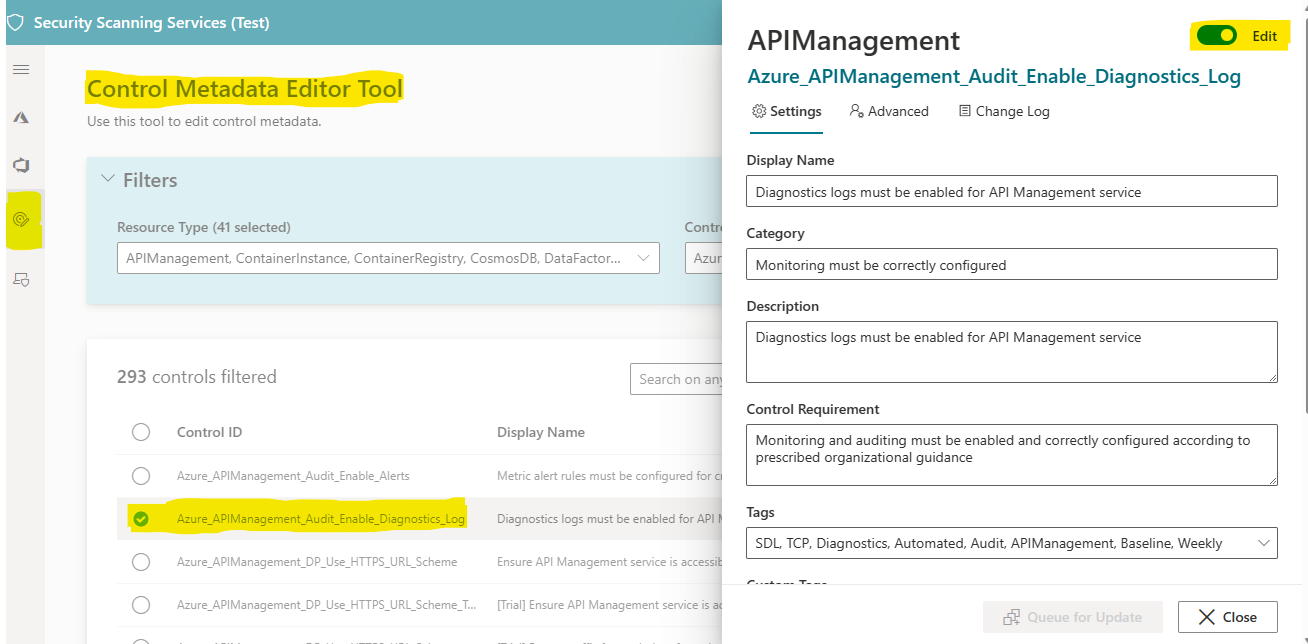 Security Scanning Services (Test)
Control Metadata Editor Tool
Use this tool to edit control metadata.
Filters
Resource Type (41 selected)
APIManagement, ContainerInstance, ContainerRegistry, CosmosDB, DataFactor...
Contr
Azur
293 controls filtered
Search on any
Control ID
Display Name
Azure_APIManagement_Audit_Enable_Alerts
Metric alert rules must be configured for cr
Azure_APIManagement_Audit_Enable_Diagnostics_Log
Diagnostics logs must be enabled for API M
Azure_APIManagement_DP_Use_HTTPS_URL_Scheme
Ensure API Management service is accessib
Azure_APIManagement_DP_Use_HTTPS_URL_Scheme_T...
[Trial] Ensure API Management service is ac
APIManagement
Edit
Azure_APIManagement_Audit_Enable_Diagnostics_Log
Settings
Advanced
Change Log
Display Name
Diagnostics logs must be enabled for API Management service
Category
Monitoring must be correctly configured
Description
Diagnostics logs must be enabled for API Management service
Control Requirement
Monitoring and auditing must be enabled and correctly configured according to
prescribed organizational guidance
Tags
SDL, TCP, Diagnostics, Automated, Audit, APIManagement, Baseline, Weekly
Custom Tags
Queue for Update
Close